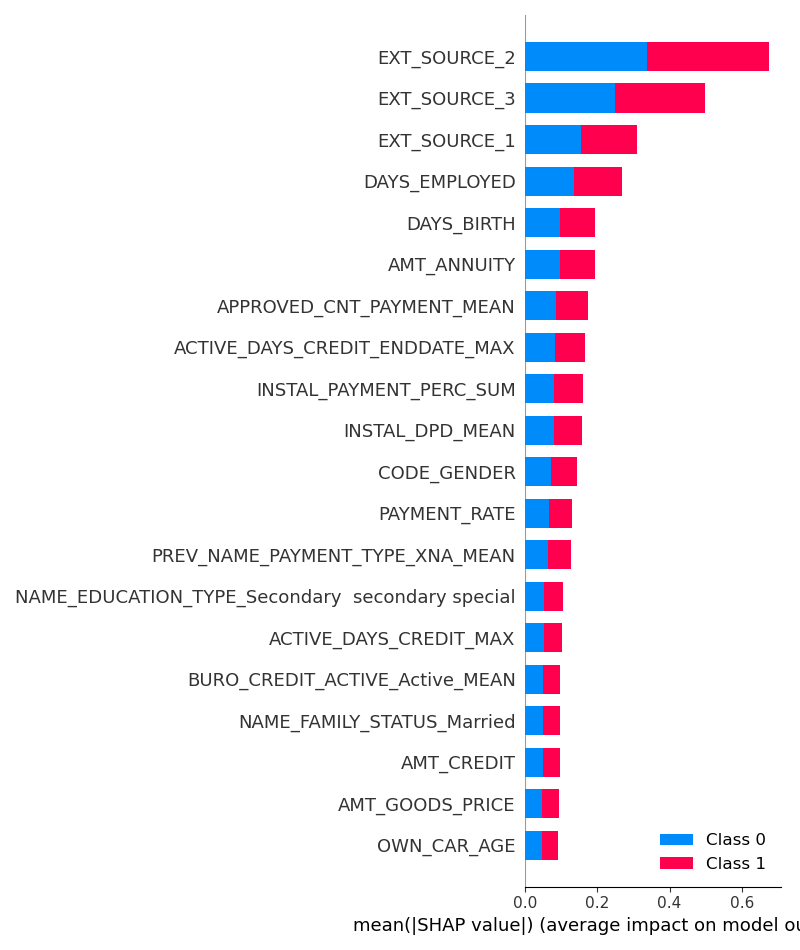 EXT_SOURCE_2
EXT_SOURCE_3
EXT_SOURCE_1
DAYS_EMPLOYED
DAYS_BIRTH
AMT_ANNUITY
APPROVED_CNT_PAYMENT_MEAN
ACTIVE_DAYS_CREDIT_ENDDATE_MAX
INSTAL_PAYMENT_PERC_SUM
INSTAL_DPD_MEAN
CODE_GENDER
PAYMENT_RATE
PREV_NAME_PAYMENT_TYPE_XNA_MEAN
NAME_EDUCATION_TYPE_Secondary  secondary special
ACTIVE_DAYS_CREDIT_MAX
BURO_CREDIT_ACTIVE_Active_MEAN
NAME_FAMILY_STATUS_Married
AMT_CREDIT
AMT_GOODS_PRICE
OWN_CAR_AGE
Class 0
Class 1
0.0 0.2 0.4 0.6
mean(|SHAP value|) (average impact on model ou